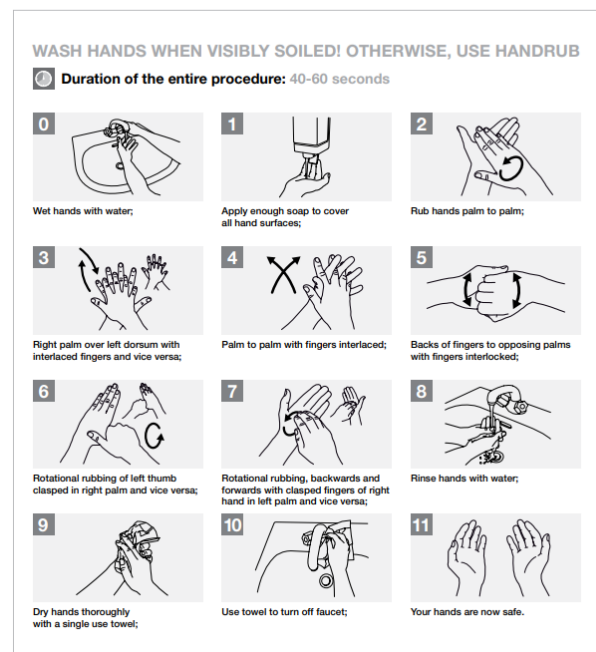 WASH HANDS WHEN VISIBLY SOILED! OTHERWISE, USE HANDRUB
Duration of the entire procedure: 40-60 seconds
0
Wet hands with water;
1
Apply enough soap to cover
all hand surfaces;
2
Rub hands palm to palm;
3
Right palm over left dorsum with
interlaced fingers and vice versa;
4
Palm to palm with fingers interlaced;
5
Backs of fingers to opposing palms
with fingers interlocked;
6
Rotational rubbing of left thumb
clasped in right palm and vice versa;
7
Rotational rubbing, backwards and
forwards with clasped fingers of right
hand in left palm and vice versa;
8
Rinse hands with water;
9
Dry hands thoroughly
with a single use towel;
10
Use towel to turn off faucet;
11
Your hands are now safe.